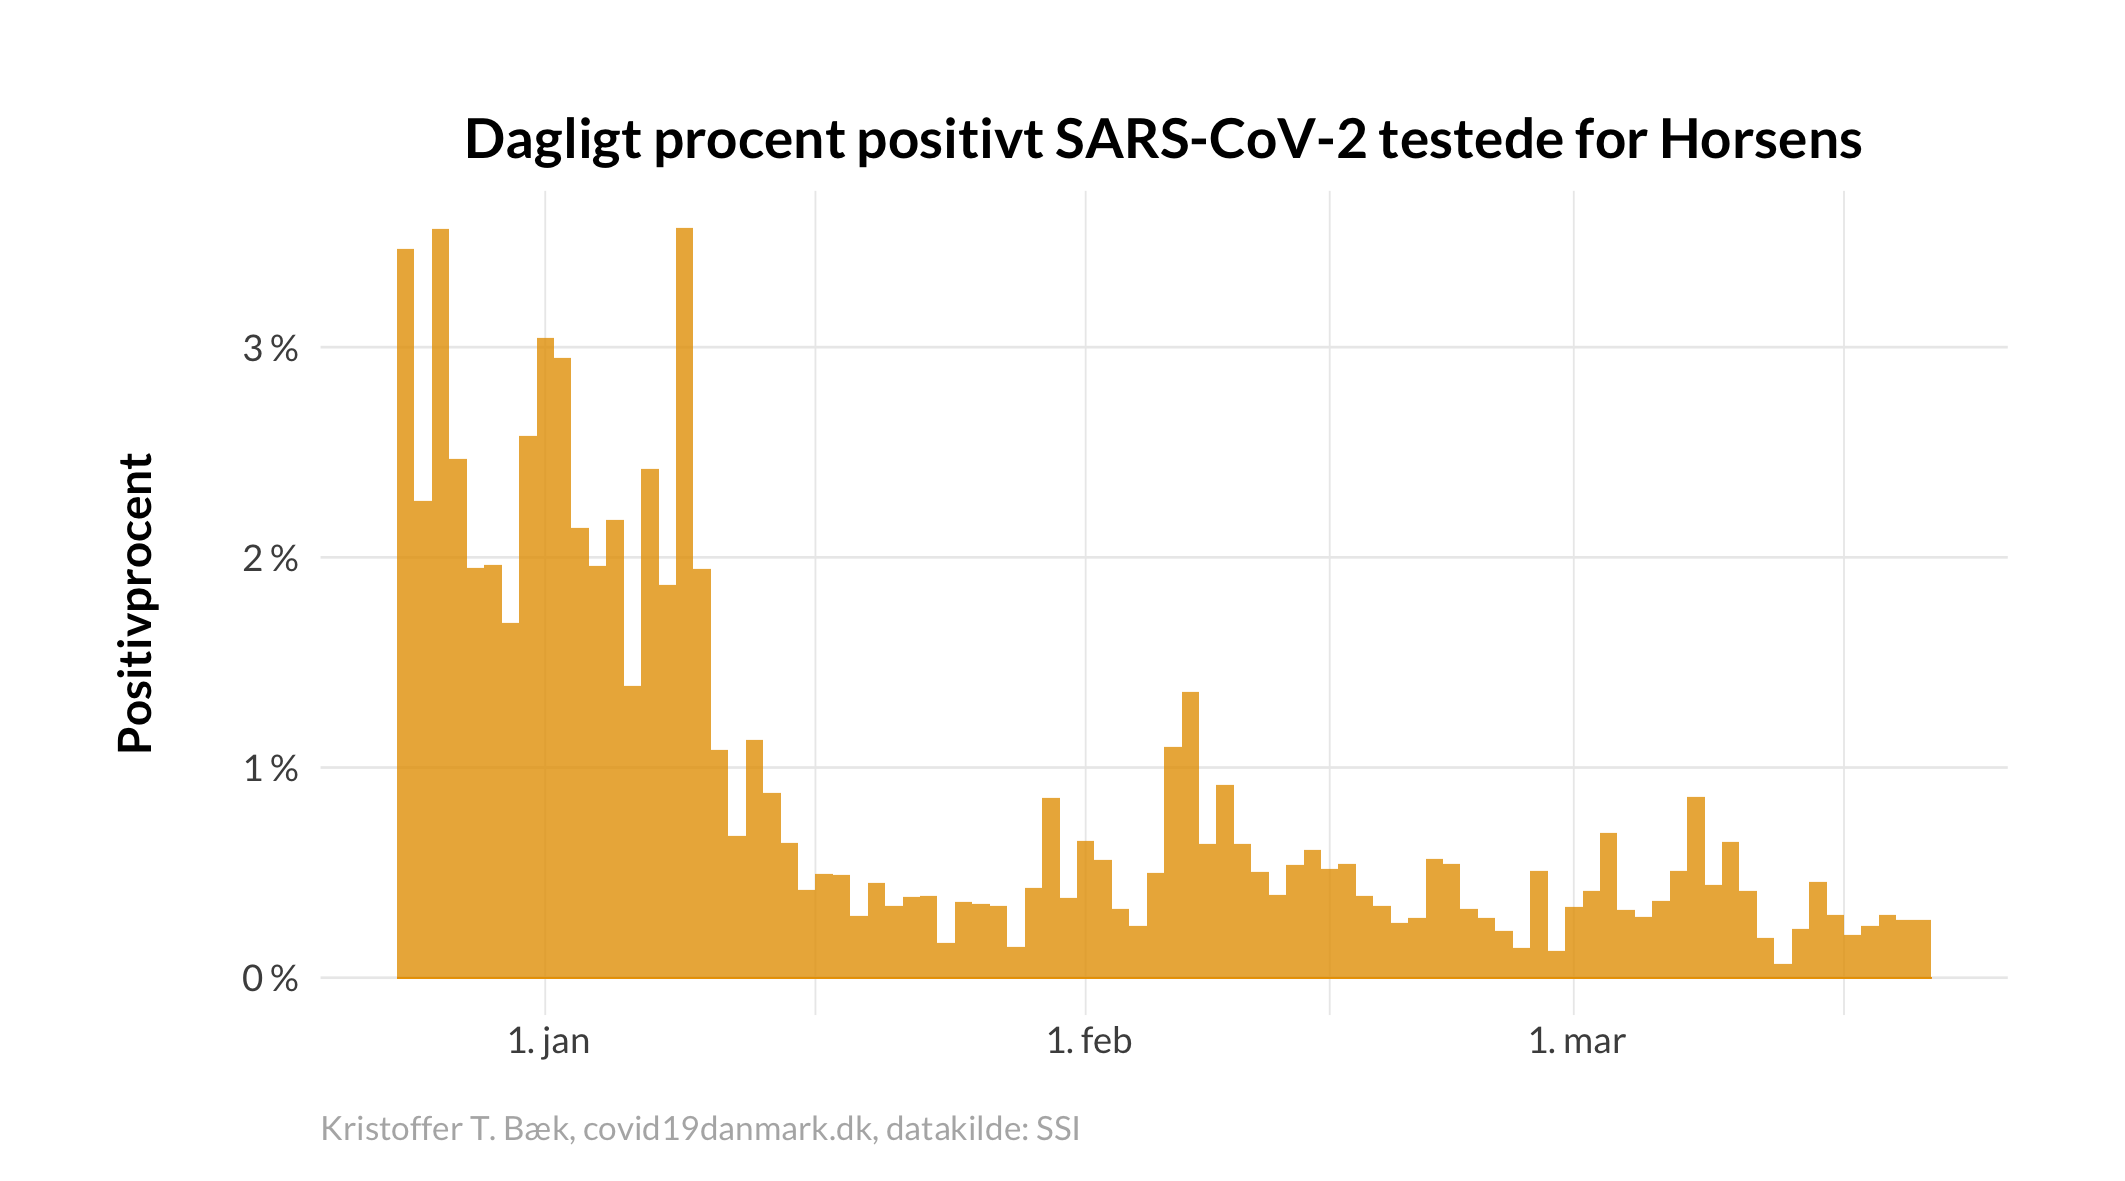 Dagligt procent positivt SARS-CoV-2 testede for Horsens
Positivprocent
3 %
2 %
1 %
0 %
1. jan
1. feb
1. mar
Kristoffer T. Bæk, covid19danmark.dk, datakilde: SSI